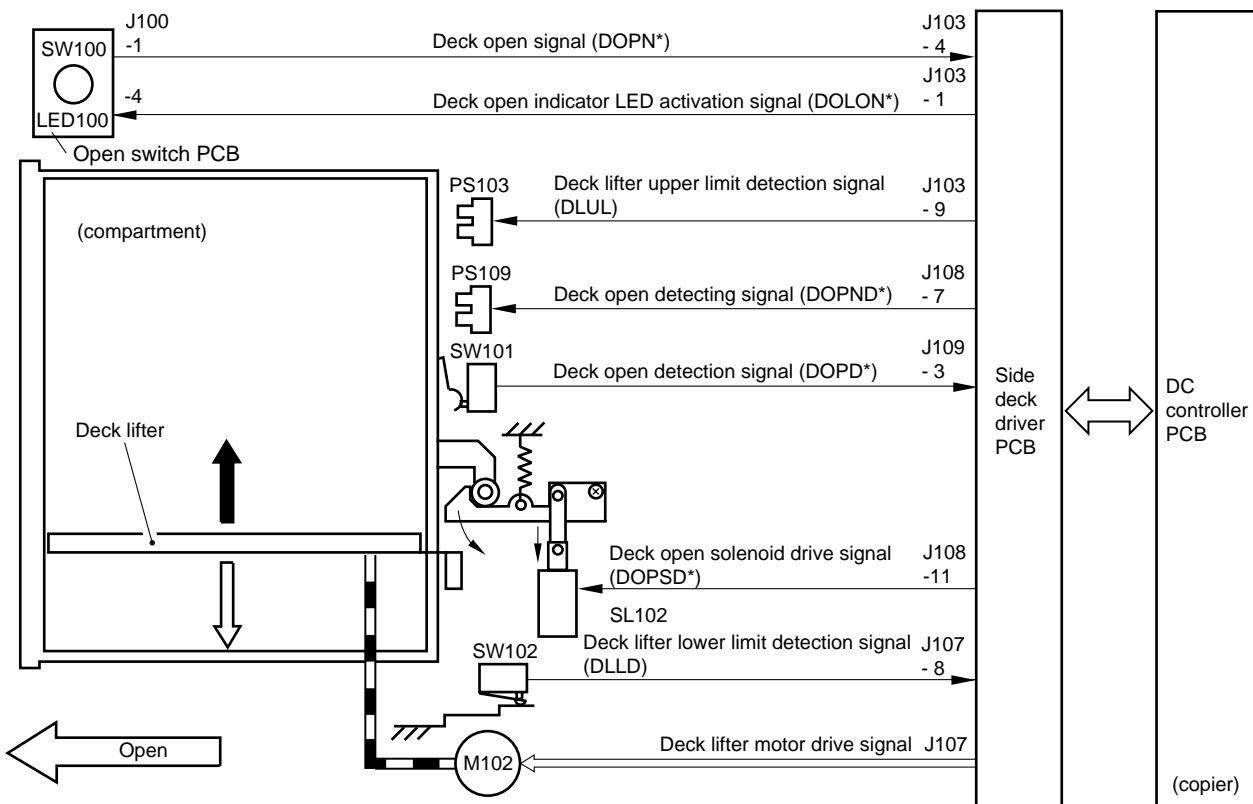 J100
J103
SW100
-1
Deck open signal (DOPN*)
- 4
J103
-4
Deck open indicator LED activation signal (DOLON*)
- 1
LED100
Open switch PCB
PS103
Deck lifter upper limit detection signal
(DLUL)
J103
- 9
(compartment)
PS109
Deck open detecting signal (DOPND*)
J108
- 7
SW101
Deck open detection signal (DOPD*)
J109
- 3
Side
deck
driver
PCB
DC
controller
PCB
Deck lifter
Deck open solenoid drive signal
(DOPSD*)
J108
-11
SL102
SW102
Deck lifter lower limit detection signal
(DLLD)
J107
- 8
Open
M102
Deck lifter motor drive signal
J107
(copier)